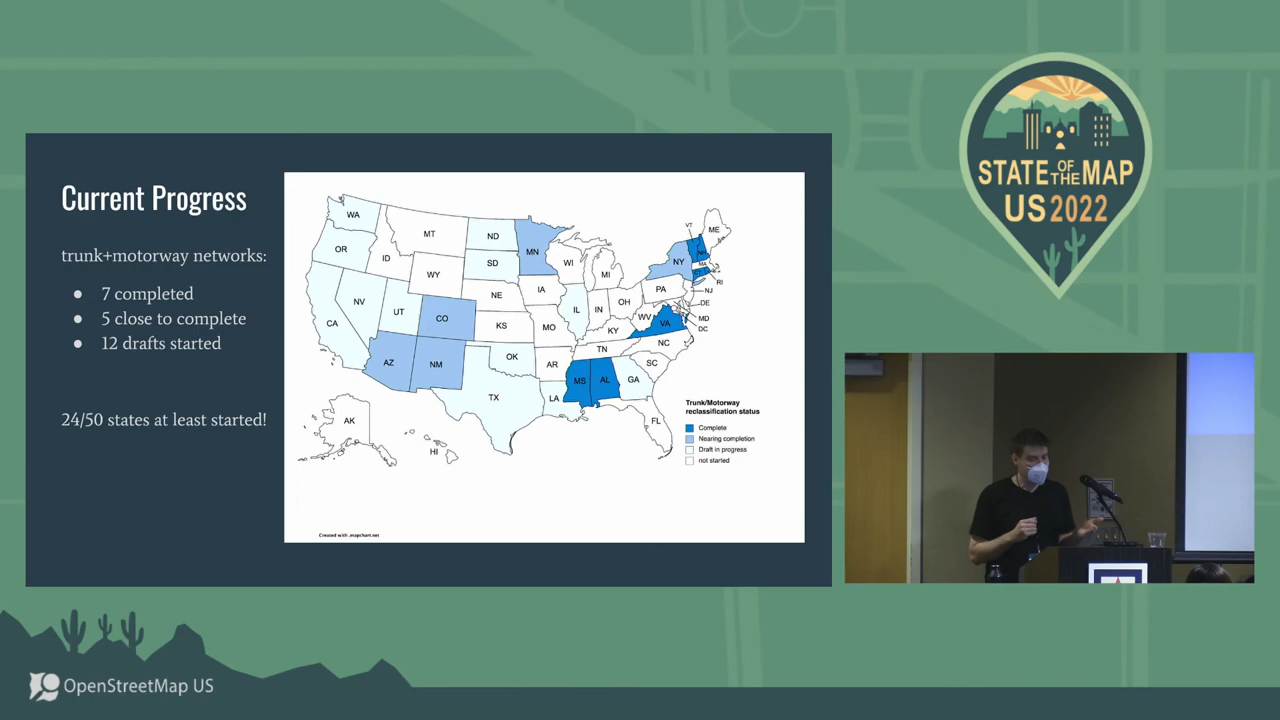 Current Progress
trunk+motorway networks:
● 7 completed
● 5 close to complete
● 12 drafts started
24/50 states at least started!
WA
OR
CA
NV
ID
MT
WY
UT
CO
AZ
NM
ND
SD
NE
KS
OK
TX
MN
IA
MO
AR
LA
WI
IL
MI
IN
OH
KY
TN
MS
AL
GA
FL
SC
NC
VA
WV
PA
NY
VT
NH
ME
MA
RI
NJ
DE
MD
DC
AK
HI
Trunk/Motorway
reclassification status
Complete
Nearing completion
Draft in progress
not started
Created with mapchart.net
STATE OF THE MAP
US 2022
OpenStreetMap US